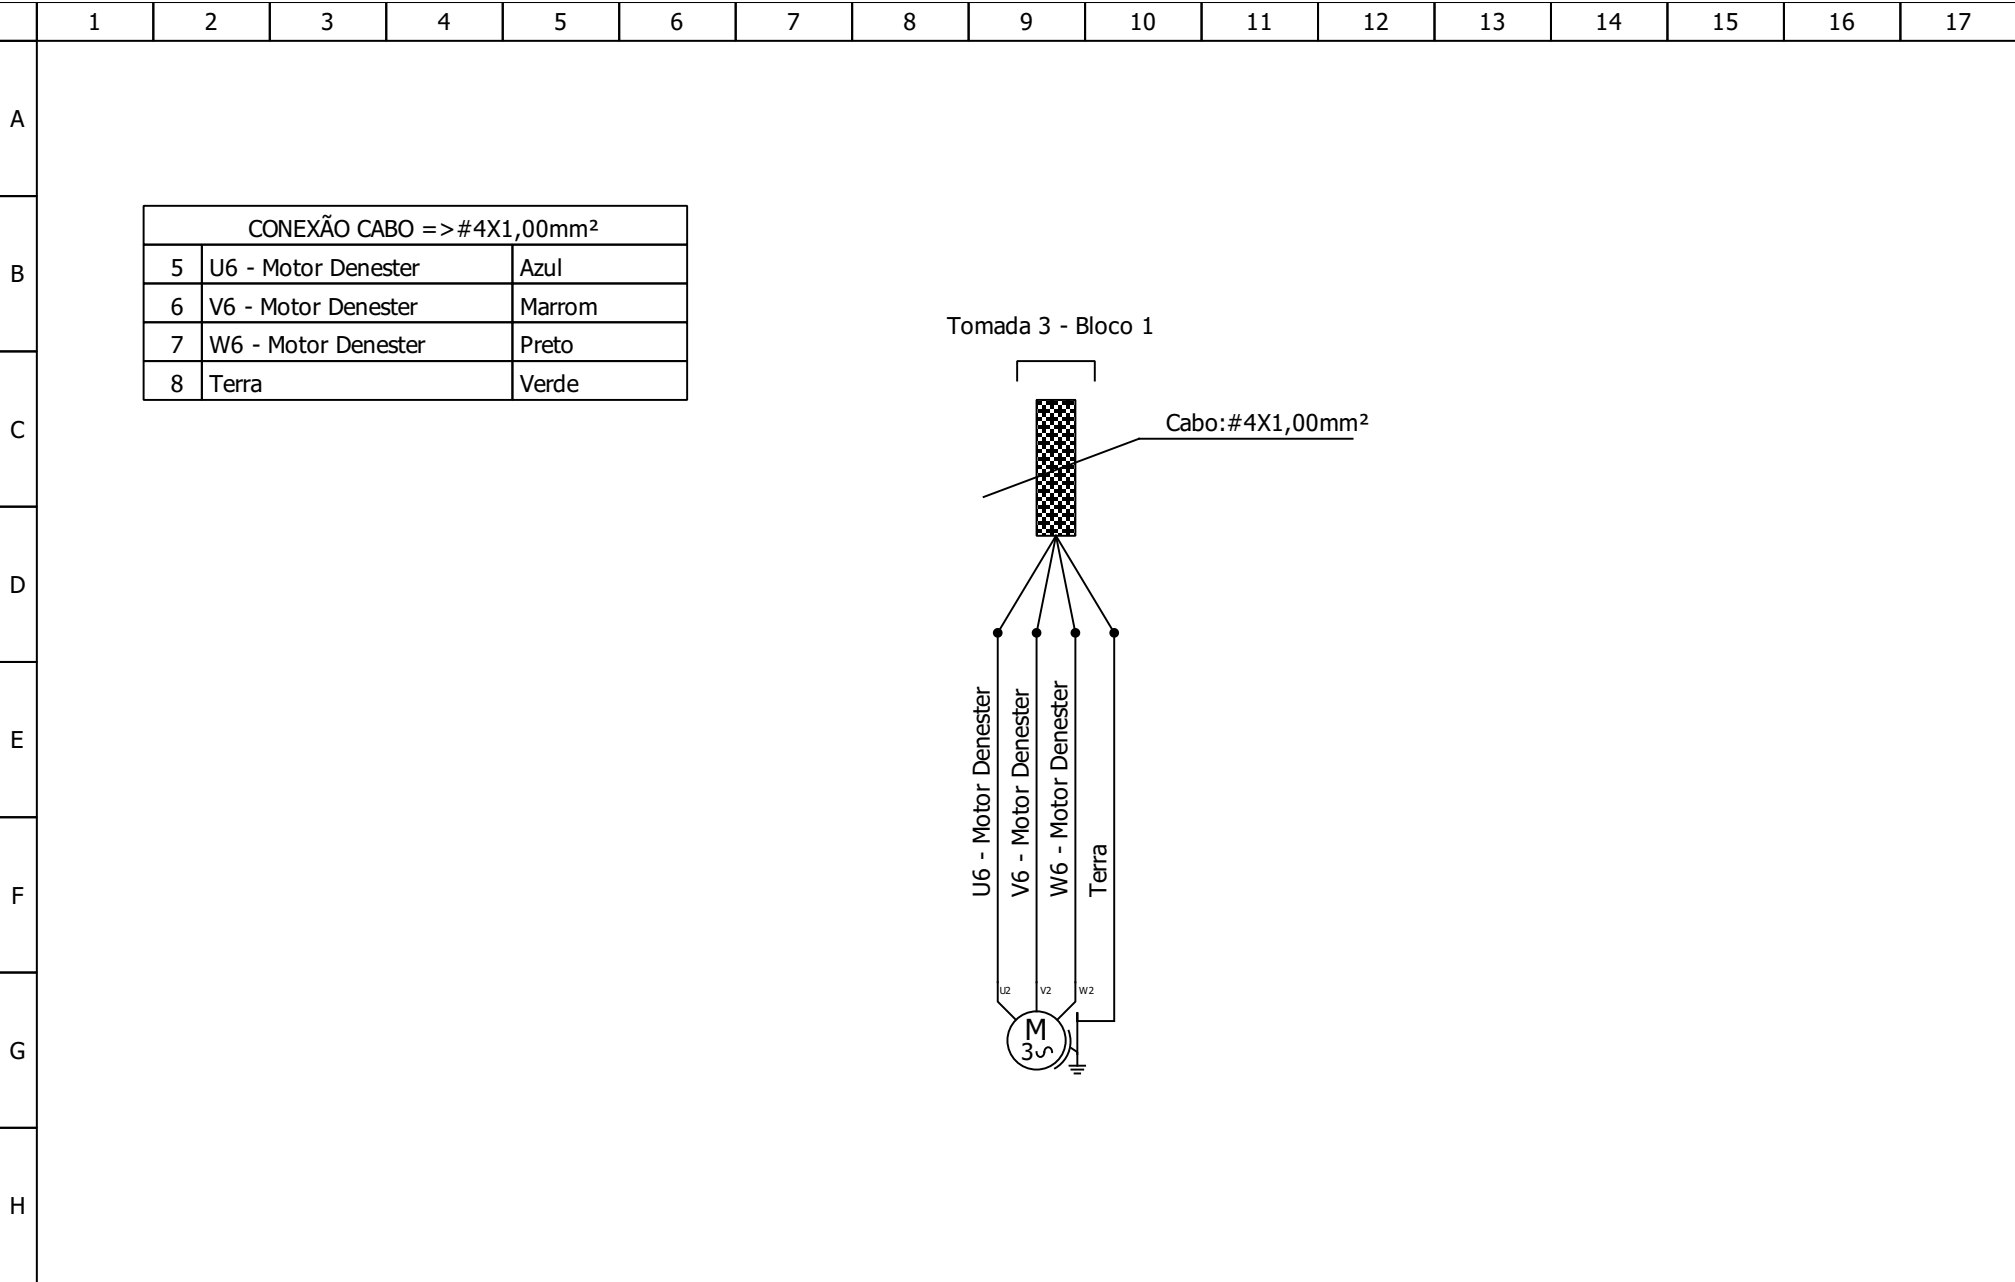 1 2 3 4 5 6 7 8 9 10 11 12 13 14 15 16 17
A
B
C
D
E
F
G
H
CONEXÃO CABO =>#4X1,00mm²
5 U6 - Motor Denester Azul
6 V6 - Motor Denester Marrom
7 W6 - Motor Denester Preto
8 Terra Verde
Tomada 3 - Bloco 1
Cabo:#4X1,00mm²
U6 - Motor Denester
V6 - Motor Denester
W6 - Motor Denester
Terra
U2 V2 W2
M
3∿